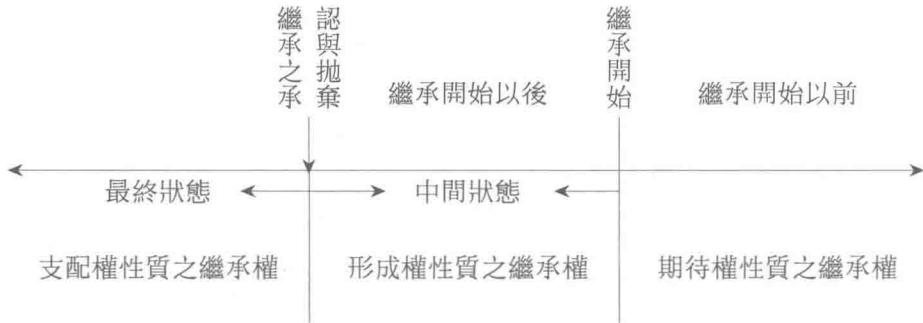 繼承之承
認與拋棄
繼承開始以後
繼承開始
繼承開始以前
最終狀態
中間狀態
支配權性質之繼承權
形成權性質之繼承權
期待權性質之繼承權